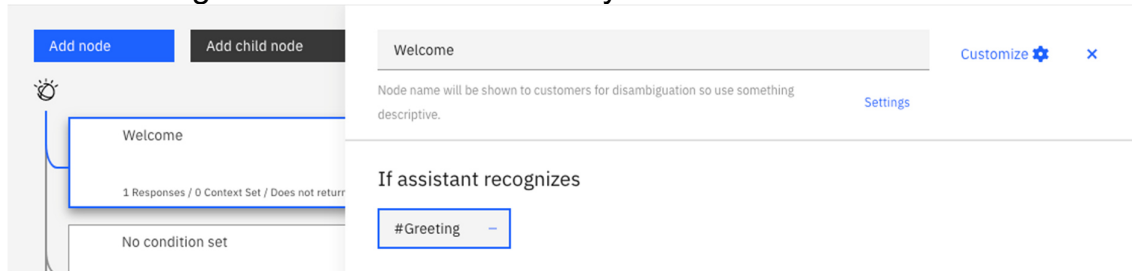 Add node
Add child node
Welcome
1 Responses / 0 Context Set / Does not return
No condition set
Welcome
Customize
Node name will be shown to customers for disambiguation so use something
descriptive.
Settings
If assistant recognizes
#Greeting